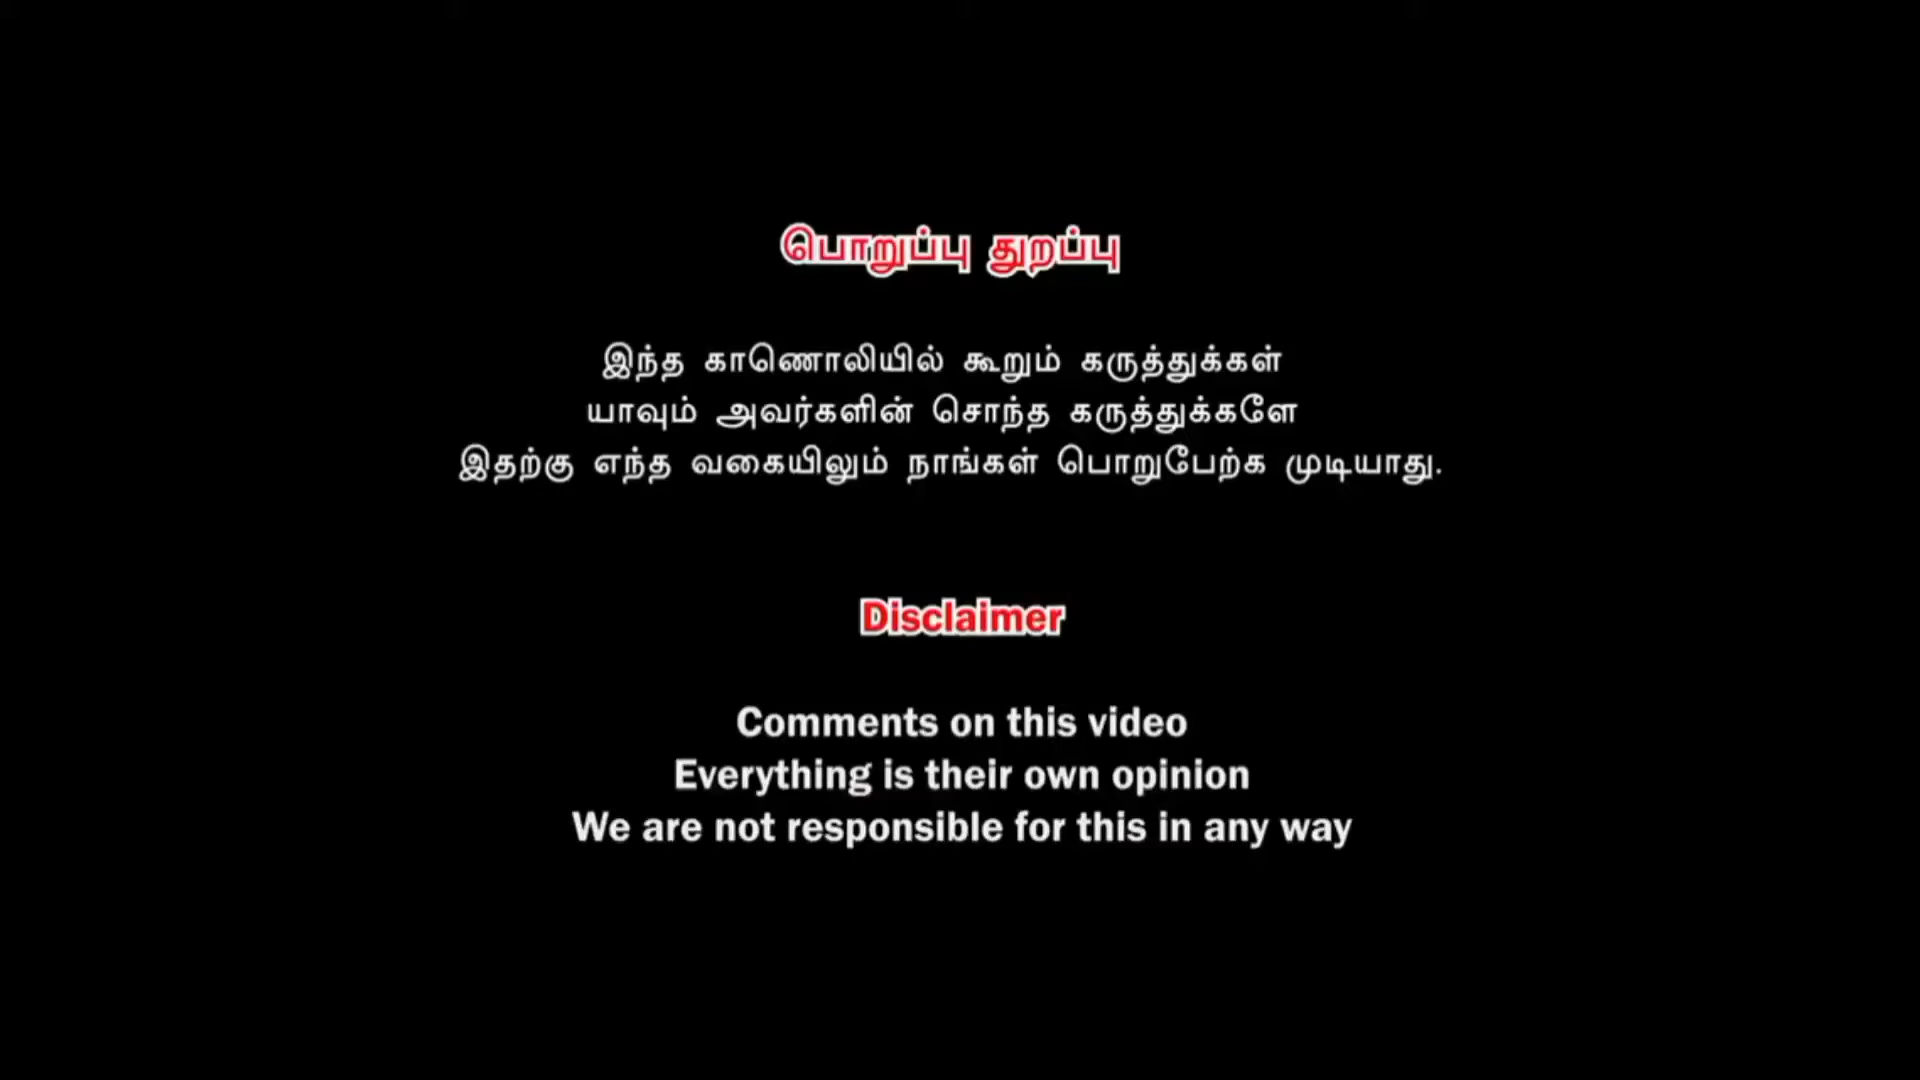 பொறுப்பு துறப்பு
இந்த காணொலியில் கூறும் கருத்துக்கள்
யாவும் அவர்களின் சொந்த கருத்துக்களே
இதற்கு எந்த வகையிலும் நாங்கள் பொறுபேற்க முடியாது.
Disclaimer
Comments on this video
Everything is their own opinion
We are not responsible for this in any way